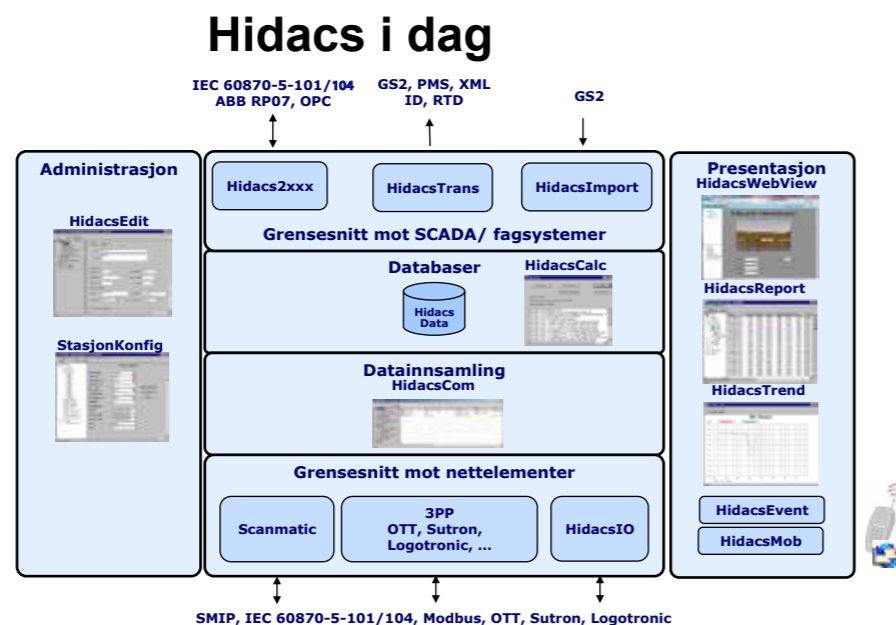 Hidacs i dag
IEC 60870-5-101/104
ABB RP07, OPC
GS2, PMS, XML
ID, RTD
GS2
Administrasjon
HidacsEdit
StasjonKonfig
Hidacs2xxx
HidacsTrans
HidacsImport
Grensesnitt mot SCADA/ fagsystemer
Databaser
Hidacs
Data
HidacsCalc
Datainnsamling
HidacsCom
Grensesnitt mot nettelementer
Scanmatic
3PP
OTT, Sutron,
Logotronic, ...
HidacsIO
Presentasjon
HidacsWebView
HidacsReport
HidacsTrend
HidacsEvent
HidacsMob
SMIP, IEC 60870-5-101/104, Modbus, OTT, Sutron, Logotronic